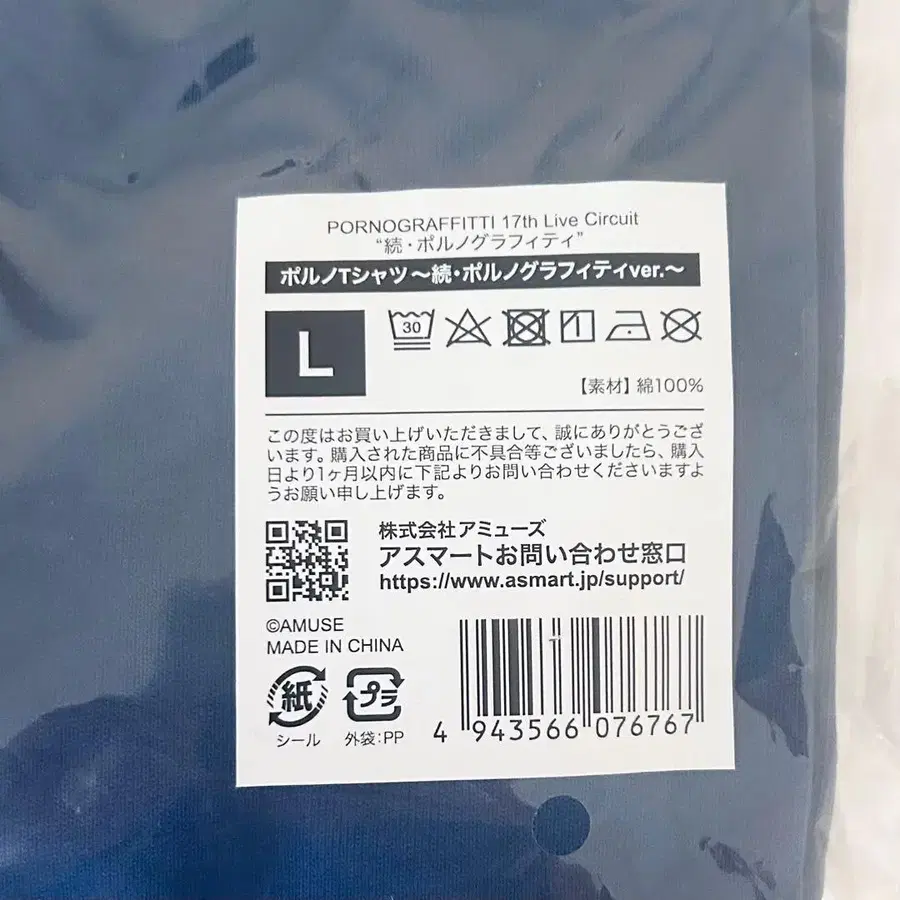 PORNOGRAFFITTI 17th Live Circuit
“続・ポルノグラフィティ”
ポルノTシャツ〜続・ポルノグラフィティver.〜
L
30
【素材】綿100%
この度はお買い上げいただきまして、誠にありがとうござ
います。購入された商品に不具合等ございましたら、購入
日より1ヶ月以内に下記よりお問い合わせくださいますよ
うお願い申し上げます。
株式会社アミューズ
アスマートお問い合わせ窓口
https://www.asmart.jp/support/
©AMUSE
MADE IN CHINA
紙
プラ
シール
外袋:PP
4 943566 076767